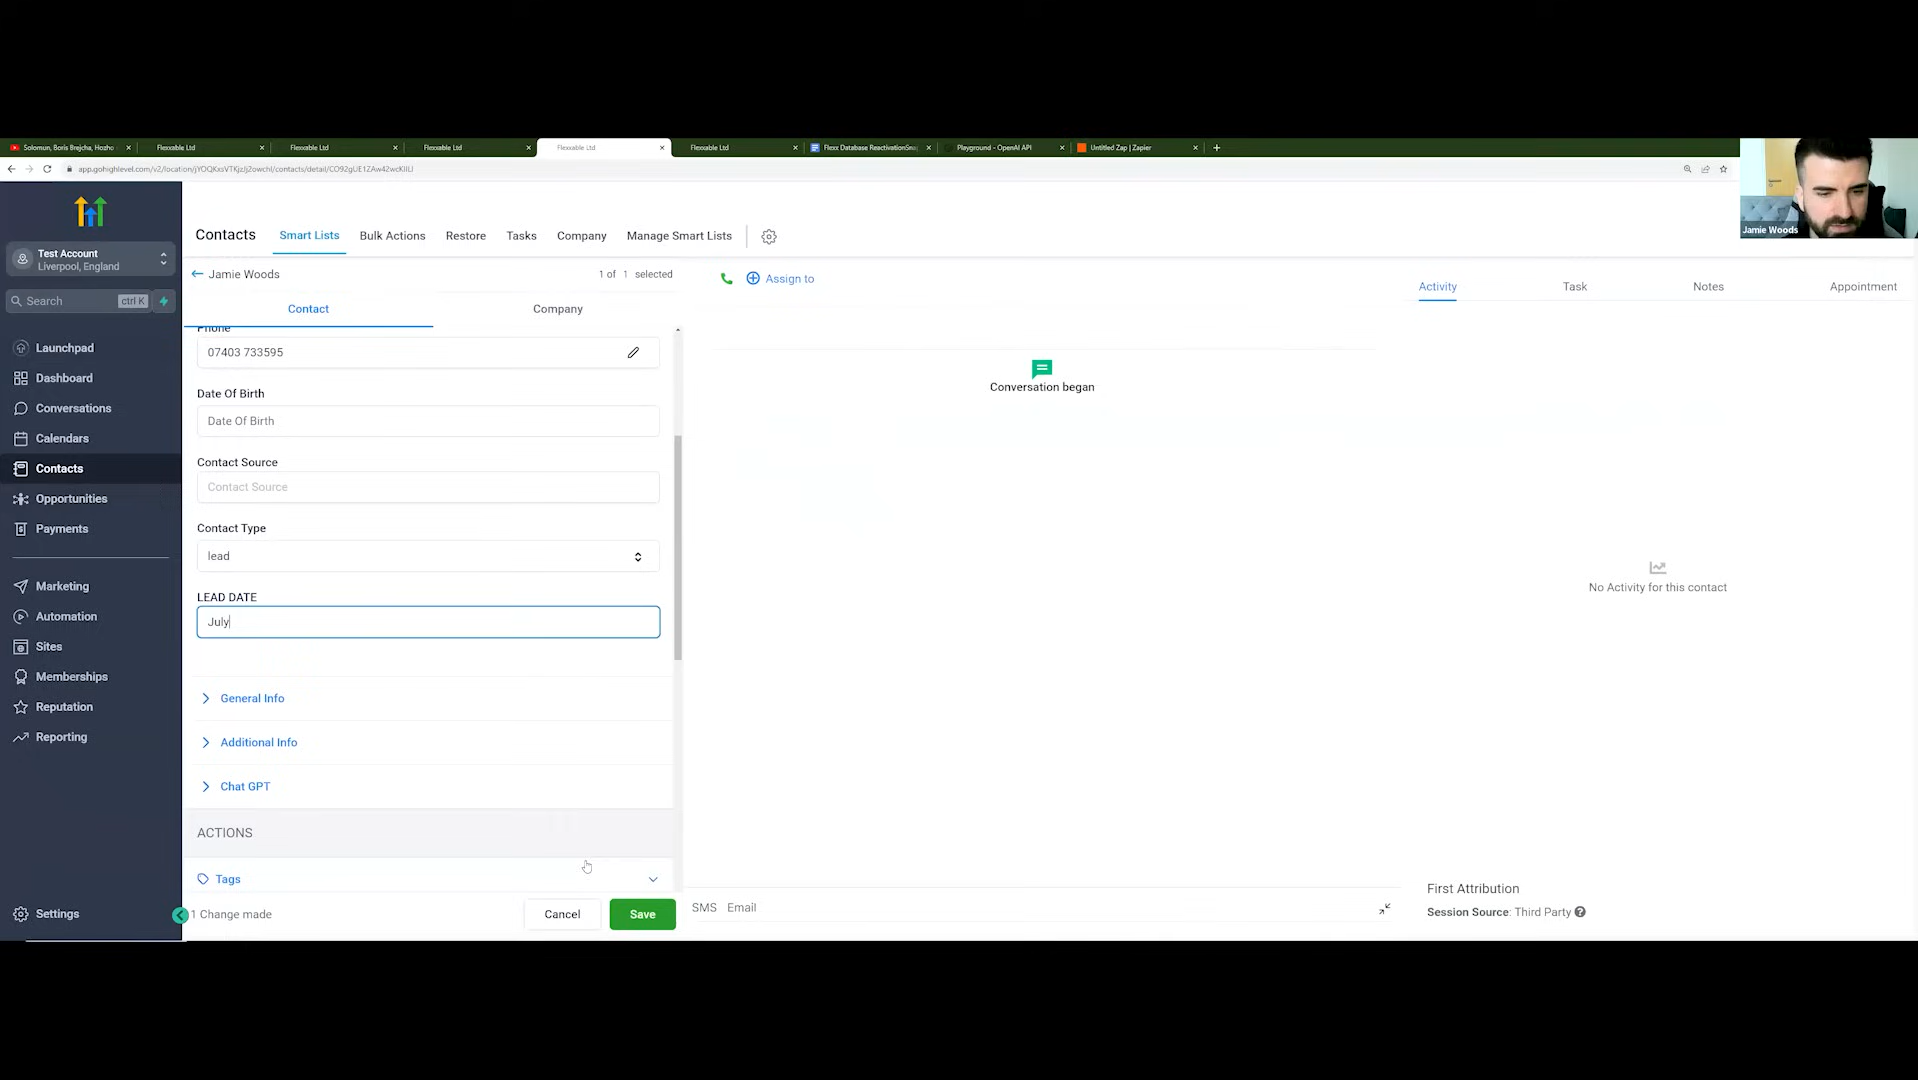 Solomun, Boris Brejcha, Hozho
Flexxable Ltd
Flexxable Ltd
Flexxable Ltd
Flexxable Ltd
Flexxable Ltd
Flexx Database ReactivationSna
Playground - OpenAI API
Untitled Zap | Zapier
Jamie Woods
Test Account
Liverpool, England
Search ctrl K
Launchpad
Dashboard
Conversations
Calendars
Contacts
Opportunities
Payments
Marketing
Automation
Sites
Memberships
Reputation
Reporting
Settings
Contacts Smart Lists Bulk Actions Restore Tasks Company Manage Smart Lists
Jamie Woods 1 of 1 selected
Contact Company
Phone
07403 733595
Date Of Birth
Date Of Birth
Contact Source
Contact Source
Contact Type
lead
LEAD DATE
July
General Info
Additional Info
Chat GPT
ACTIONS
Tags
1 Change made Cancel Save
Assign to
Conversation began
SMS Email
Activity Task Notes Appointment
No Activity for this contact
First Attribution
Session Source: Third Party